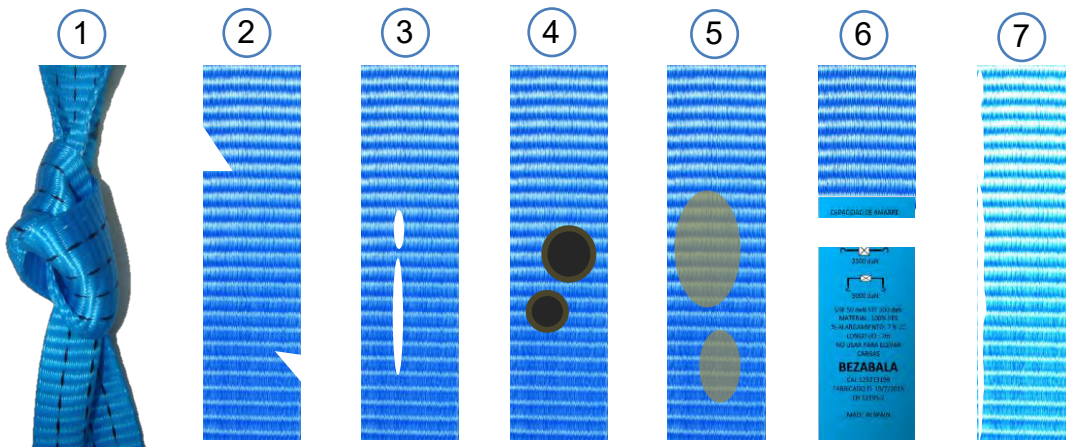 1 2 3 4 5 6 7
CAPACIDAD DE AMARRE
2500 daN
5000 daN
MATERIAL: 100% PES
NO USAR PARA ELEVAR
CARGAS
BEZABALA
MADE IN SPAIN